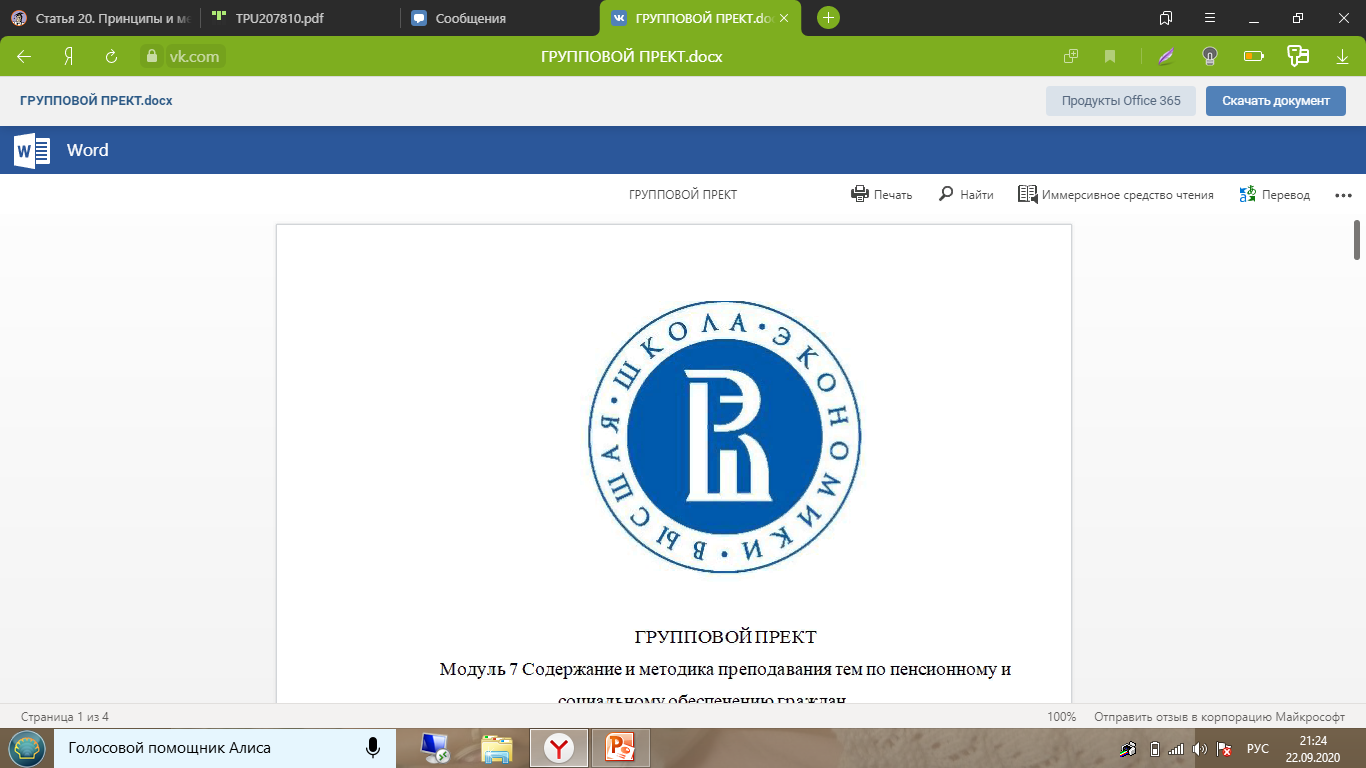 Статья 20. Принципы и ме
TPU207810.pdf
Сообщения
ГРУППОВОЙ ПРЕКТ.do
vk.com
ГРУППОВОЙ ПРЕКТ.docx
ГРУППОВОЙ ПРЕКТ.docx
Продукты Office 365
Скачать документ
Word
ГРУППОВОЙ ПРЕКТ
Печать
Найти
Иммерсивное средство чтения
Перевод
ВЫСШАЯ • ШКОЛА • ЭКОНОМИКИ •
ГРУППОВОЙ ПРЕКТ
Модуль 7 Содержание и методика преподавания тем по пенсионному и
социальному обеспечению граждан
Страница 1 из 4
100%
Отправить отзыв в корпорацию Майкрософт
Голосовой помощник Алиса
РУС
21:24
22.09.2020